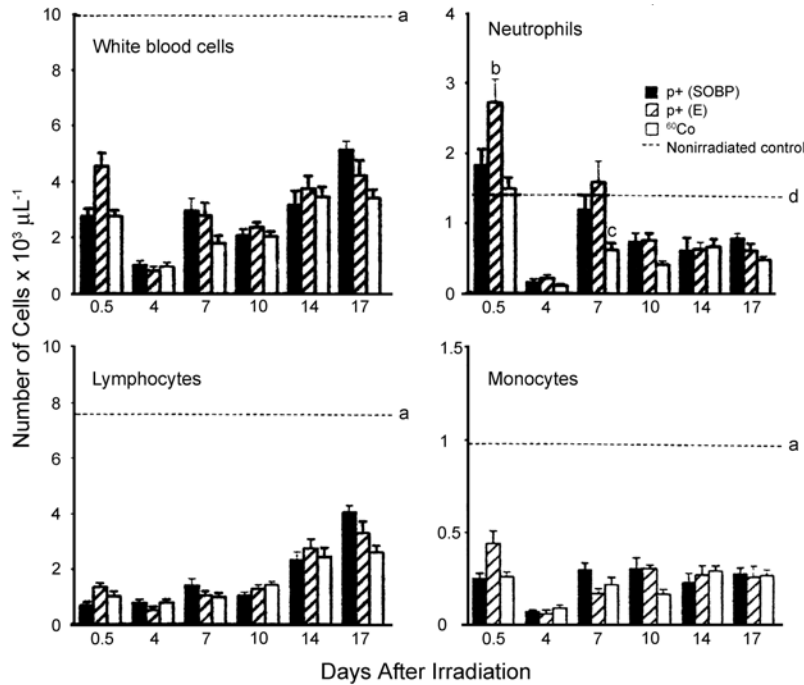 Number of Cells x 10³ µL⁻¹
White blood cells
10
8
6
4
2
0
a
0.5 4 7 10 14 17
Neutrophils
4
3
2
1
0
b
c
d
p+ (SOBP)
p+ (E)
⁶⁰Co
Nonirradiated control
0.5 4 7 10 14 17
Lymphocytes
10
8
6
4
2
0
a
0.5 4 7 10 14 17
Monocytes
1.5
1
0.5
0
a
0.5 4 7 10 14 17
Days After Irradiation